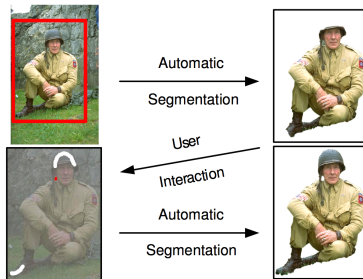 Automatic
Segmentation
User
Interaction
Automatic
Segmentation